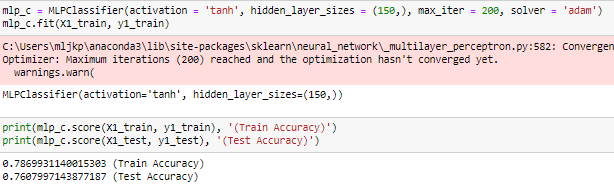 mlp_c = MLPClassifier(activation = 'tanh', hidden_layer_sizes = (150,), max_iter = 200, solver = 'adam')
mlp_c.fit(X1_train, y1_train)
C:\Users\mljkp\anaconda3\lib\site-packages\sklearn\neural_network\_multilayer_perceptron.py:582: Convergen
Optimizer: Maximum iterations (200) reached and the optimization hasn't converged yet.
warnings.warn(
MLPClassifier(activation='tanh', hidden_layer_sizes=(150,))
print(mlp_c.score(X1_train, y1_train), '(Train Accuracy)')
print(mlp_c.score(X1_test, y1_test), '(Test Accuracy)')
0.7869931140015303 (Train Accuracy)
0.7607997143877187 (Test Accuracy)